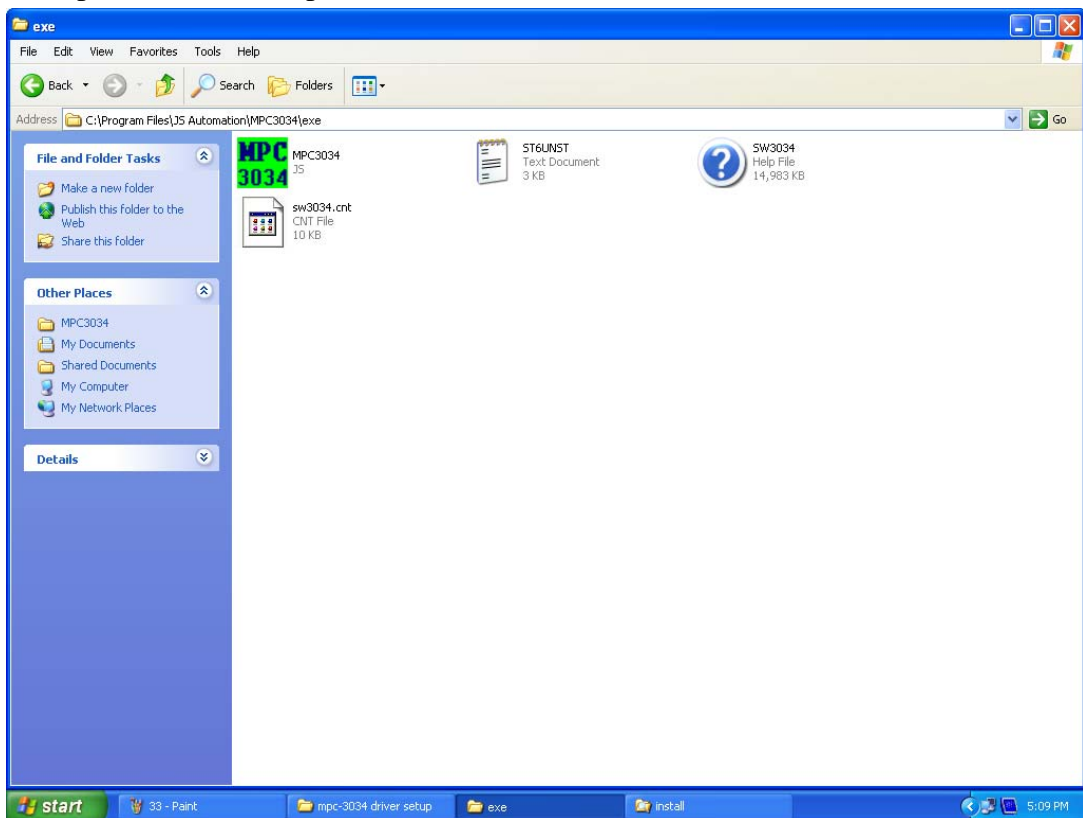 exe
File Edit View Favorites Tools Help
Back Search Folders
Address C:\Program Files\JS Automation\MPC3034\exe Go
File and Folder Tasks
Make a new folder
Publish this folder to the
Web
Share this folder
Other Places
MPC3034
My Documents
Shared Documents
My Computer
My Network Places
Details
MPC
3034
MPC3034
JS
ST6UNST
Text Document
3 KB
SW3034
Help File
14,983 KB
sw3034.cnt
CNT File
10 KB
start 33 - Paint mpc-3034 driver setup exe install 5:09 PM